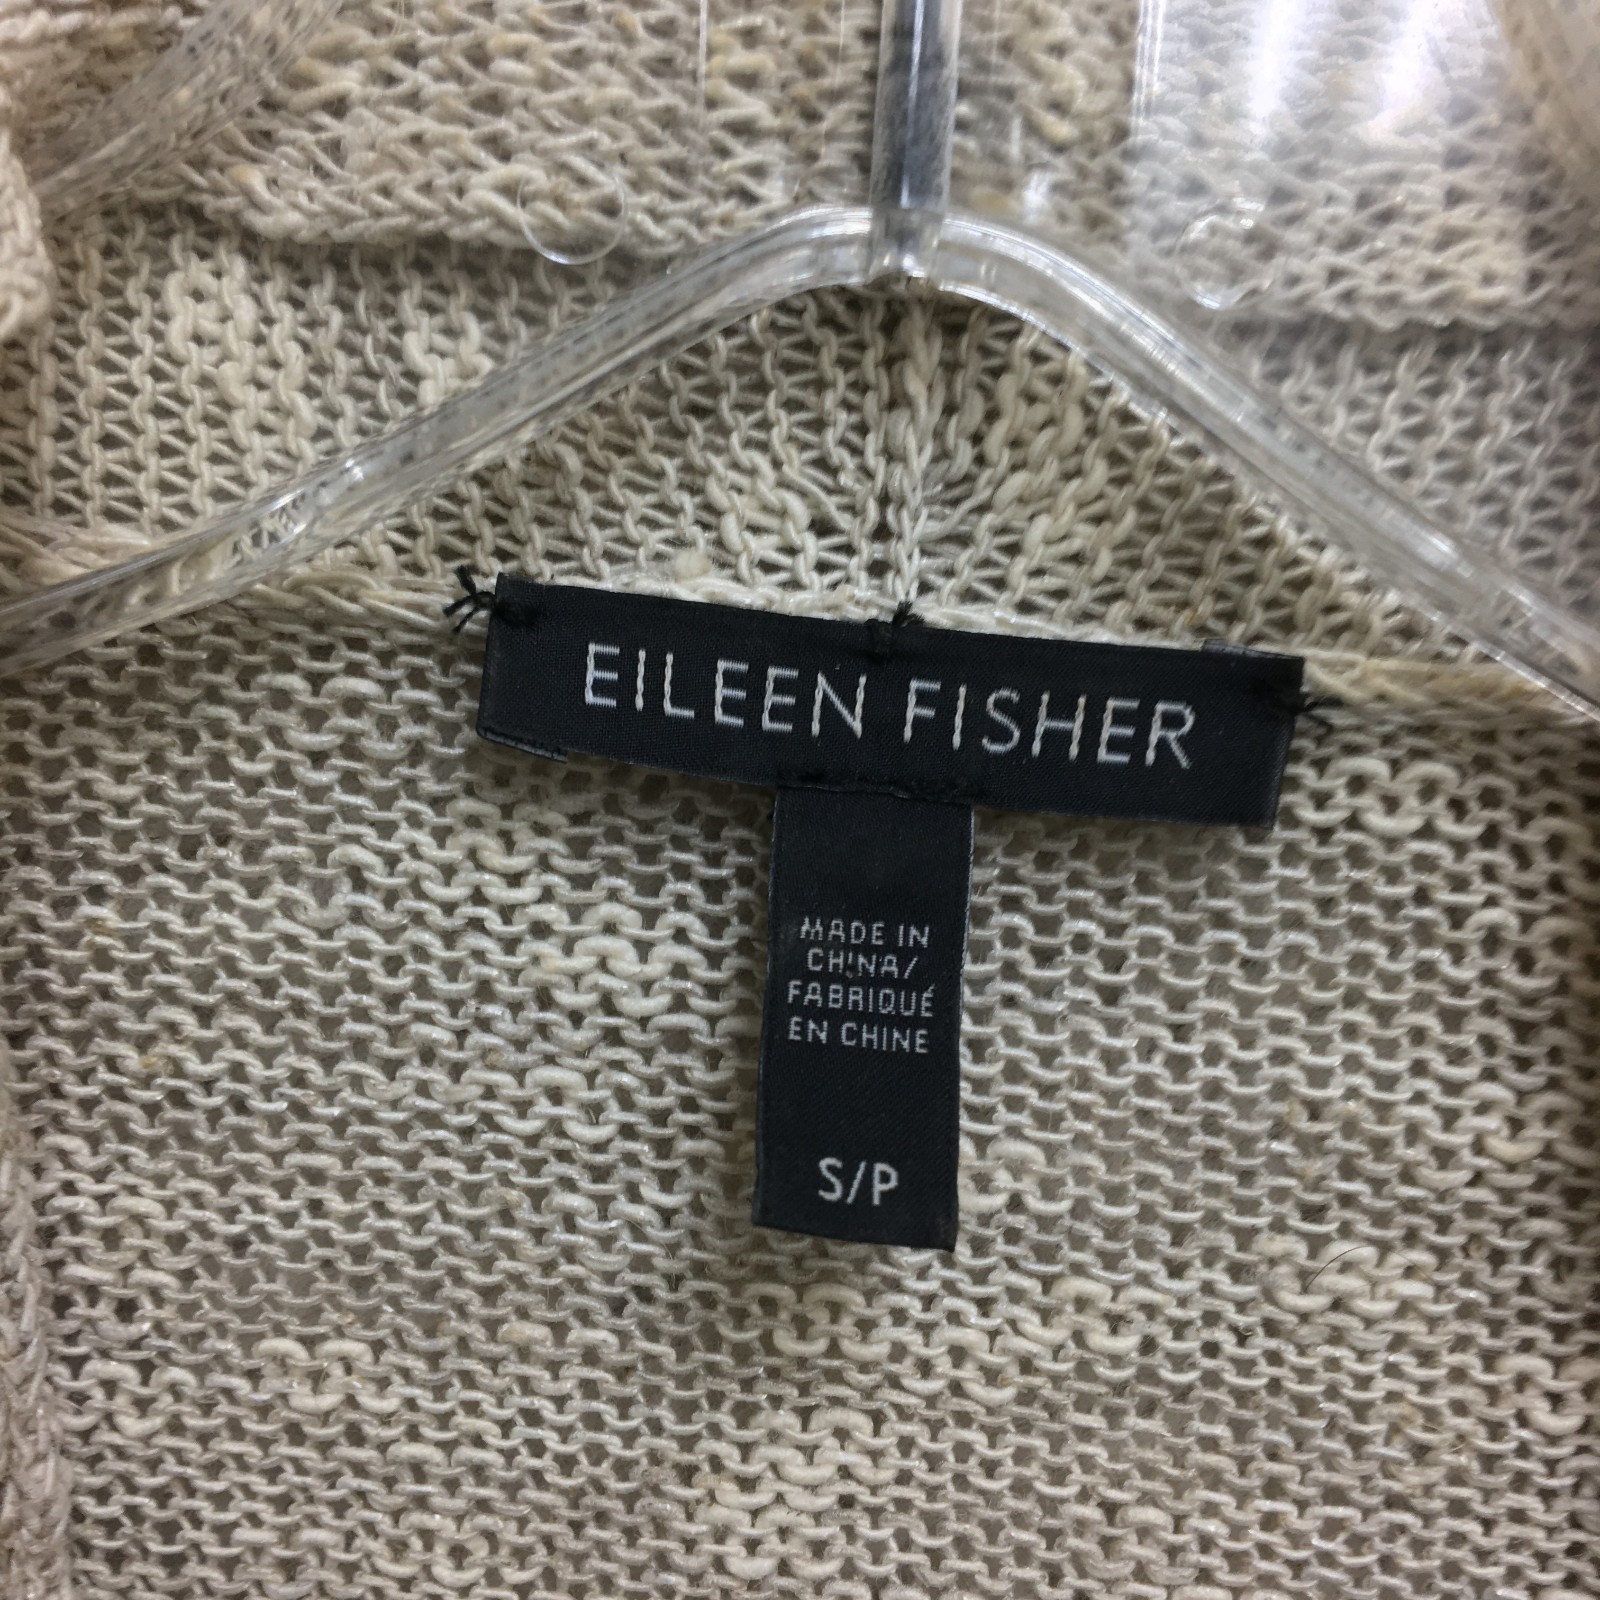 EILEEN FISHER
MADE IN
CHINA/
FABRIQUÉ
EN CHINE
S/P